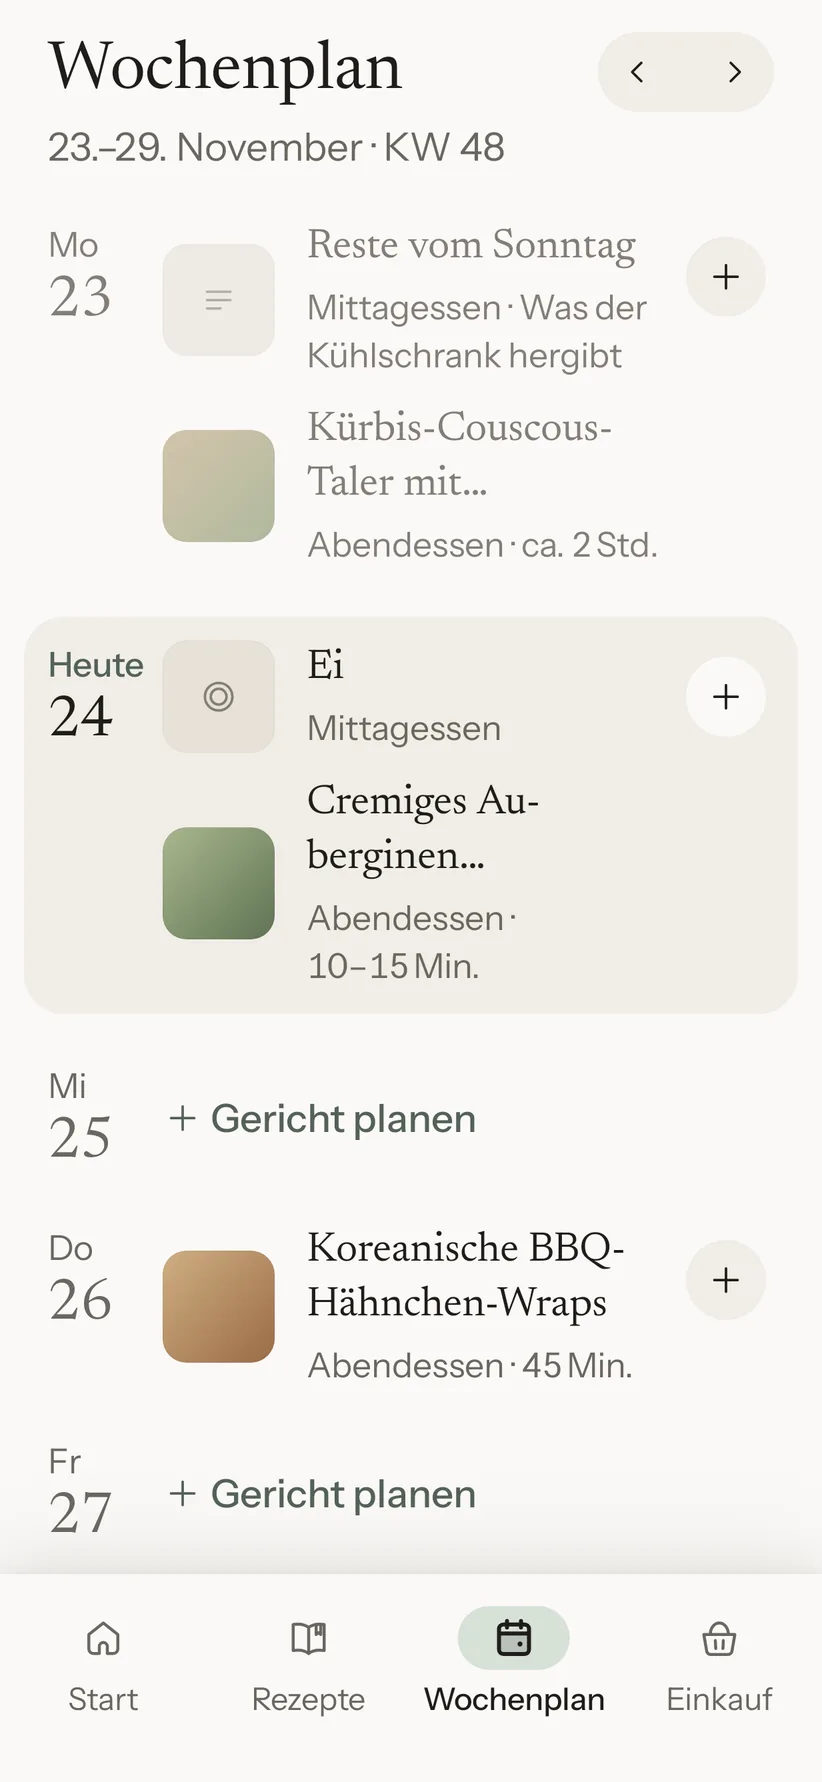 Wochenplan
23.–29. November · KW 48
Mo
23
Reste vom Sonntag
Mittagessen · Was der
Kühlschrank hergibt
Kürbis-Couscous-
Taler mit...
Abendessen · ca. 2 Std.
Heute
24
Ei
Mittagessen
Cremiges Au-
berginen...
Abendessen ·
10–15 Min.
Mi
25
+ Gericht planen
Do
26
Koreanische BBQ-
Hähnchen-Wraps
Abendessen · 45 Min.
Fr
27
+ Gericht planen
Start
Rezepte
Wochenplan
Einkauf